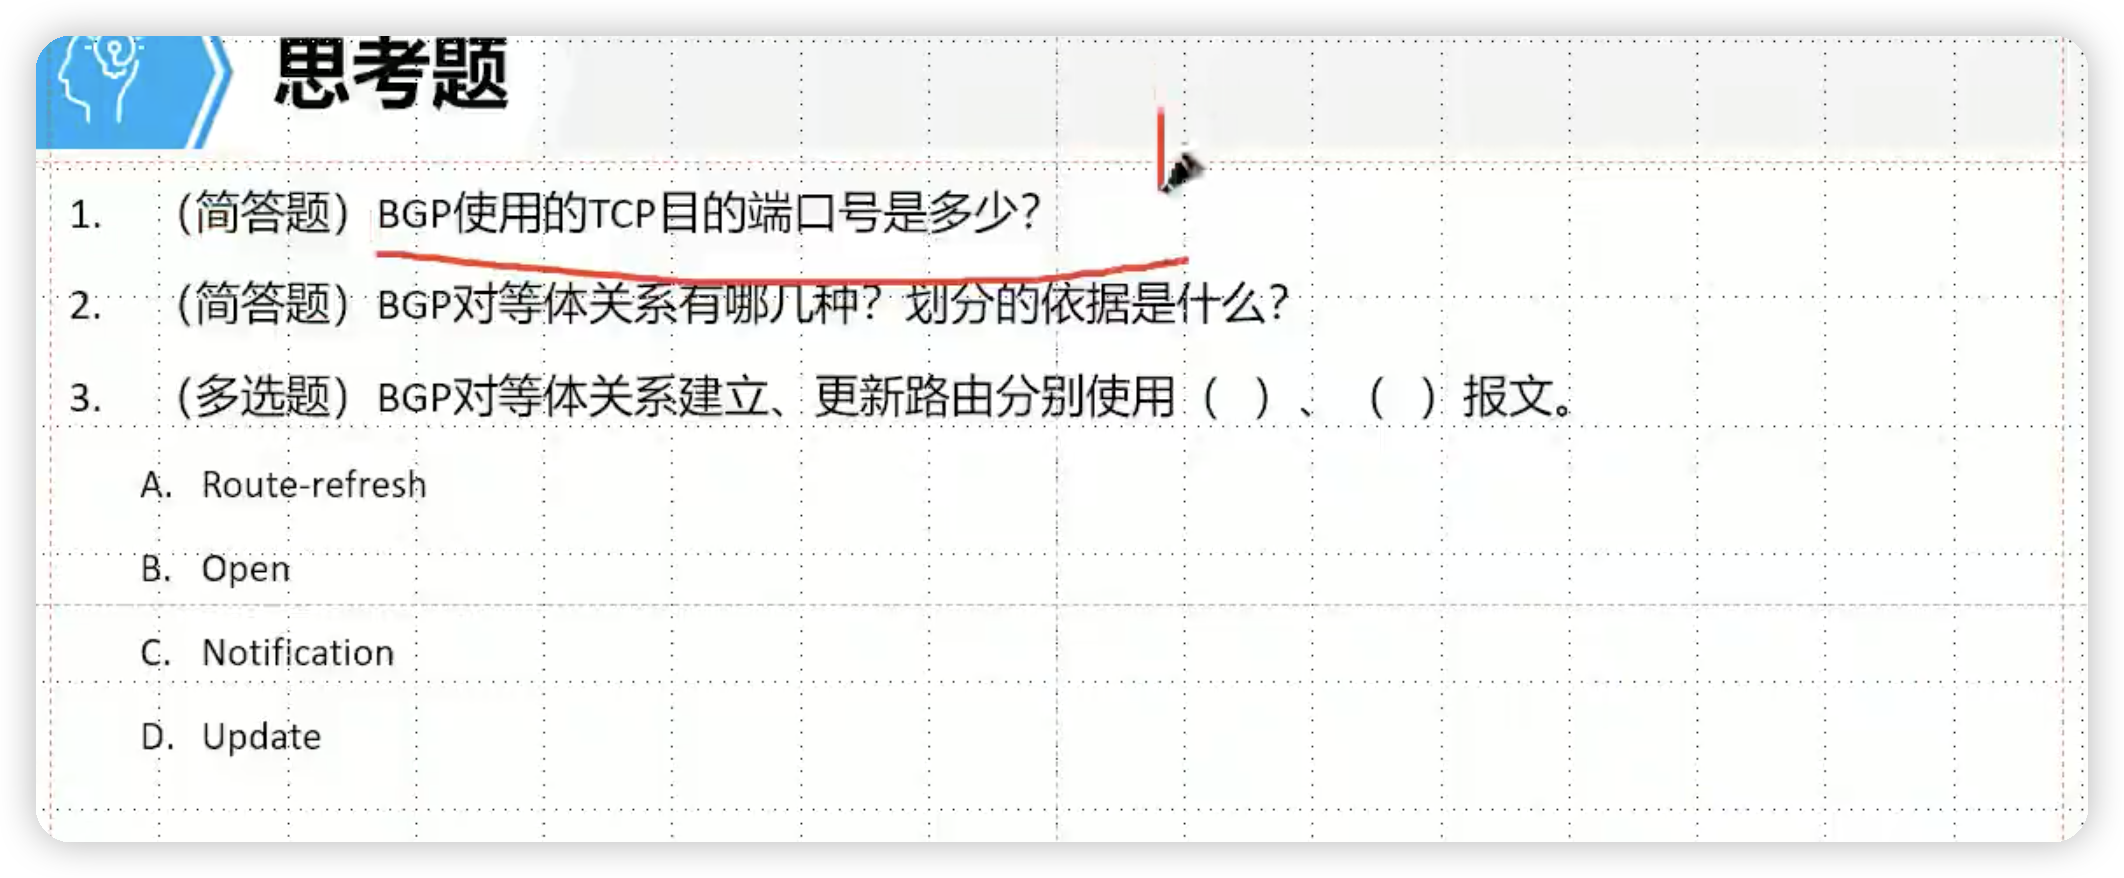 思考题
1. （简答题）BGP使用的TCP目的端口号是多少？
2. （简答题）BGP对等体关系有哪几种？划分的依据是什么？
3. （多选题）BGP对等体关系建立、更新路由分别使用（ ）、（ ）报文。
A. Route-refresh
B. Open
C. Notification
D. Update